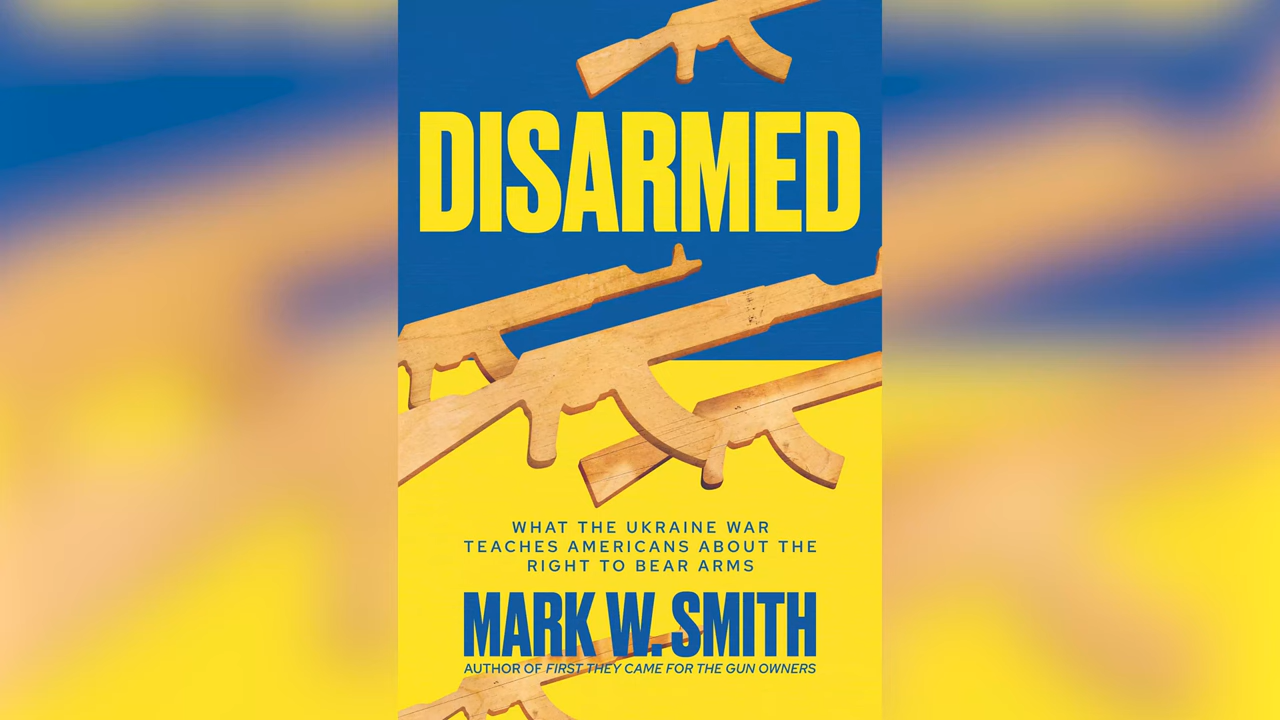 DISARMED
WHAT THE UKRAINE WAR
TEACHES AMERICANS ABOUT THE
RIGHT TO BEAR ARMS
MARK W. SMITH
AUTHOR OF FIRST THEY CAME FOR THE GUN OWNERS